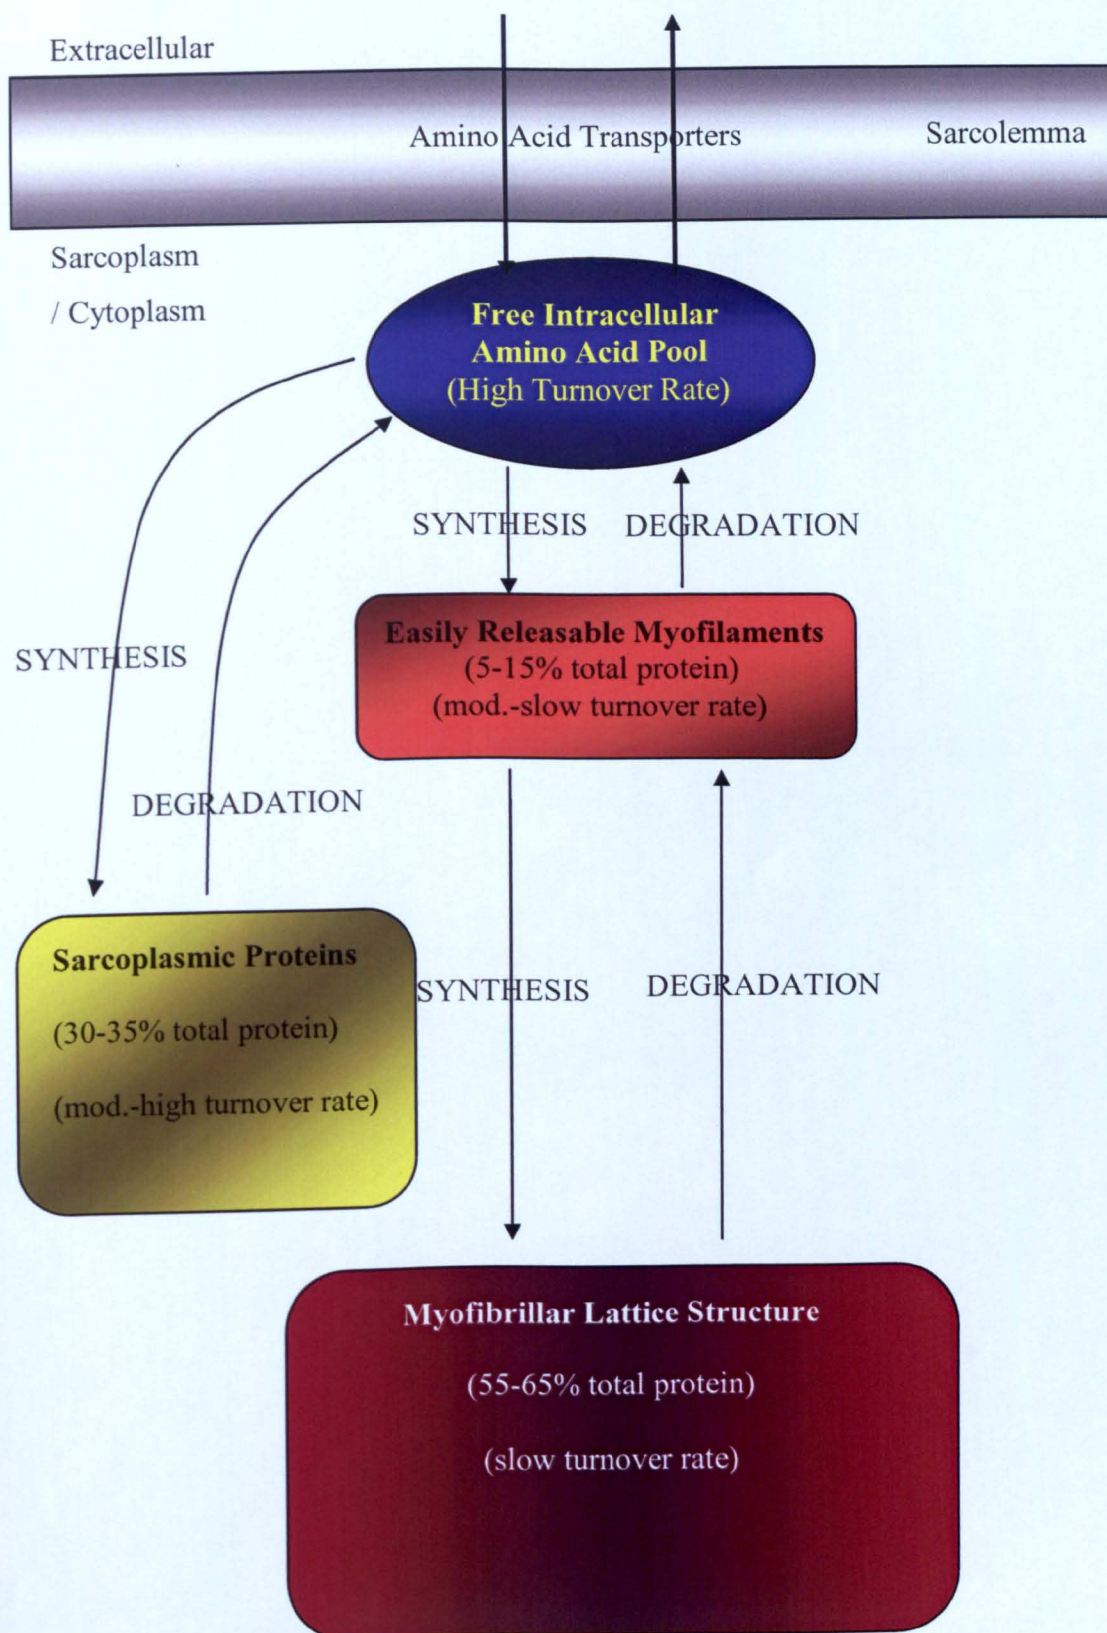 Extracellular
Amino Acid Transporters
Sarcolemma
Sarcoplasm
/ Cytoplasm
Free Intracellular
Amino Acid Pool
(High Turnover Rate)
SYNTHESIS
DEGRADATION
Easily Releasable Myofilaments
(5-15% total protein)
(mod.-slow turnover rate)
SYNTHESIS
DEGRADATION
Sarcoplasmic Proteins
(30-35% total protein)
(mod.-high turnover rate)
SYNTHESIS
DEGRADATION
Myofibrillar Lattice Structure
(55-65% total protein)
(slow turnover rate)